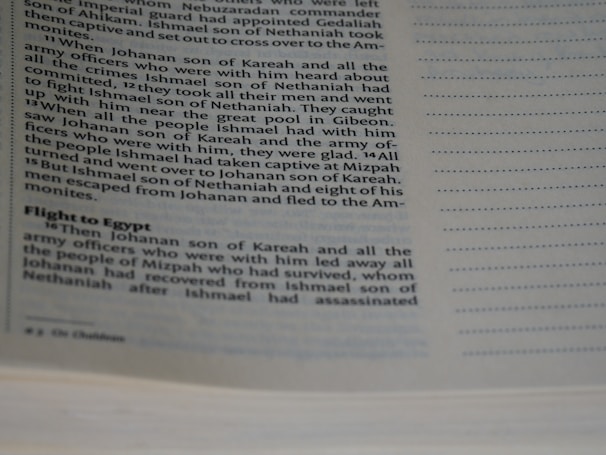 whom Nebuzaradan commander
imperial guard had appointed Gedaliah
son of Ahikam. Ishmael son of Nethaniah took
them captive and set out to cross over to the Am-
monites.
11 When Johanan son of Kareah and all the
army officers who were with him heard about
all the crimes Ishmael son of Nethaniah had
committed, 12 they took all their men and went
to fight Ishmael son of Nethaniah. They caught
up with him near the great pool in Gibeon.
13 When all the people Ishmael had with him
saw Johanan son of Kareah and the army of-
ficers who were with him, they were glad. 14 All
the people Ishmael had taken captive at Mizpah
turned and went over to Johanan son of Kareah.
15 But Ishmael son of Nethaniah and eight of his
men escaped from Johanan and fled to the Am-
monites.
Flight to Egypt
16 Then Johanan son of Kareah and all the
army officers who were with him led away all
the people of Mizpah who had survived, whom
Johanan had recovered from Ishmael son of
Nethaniah after Ishmael had assassinated
Or Chaldean